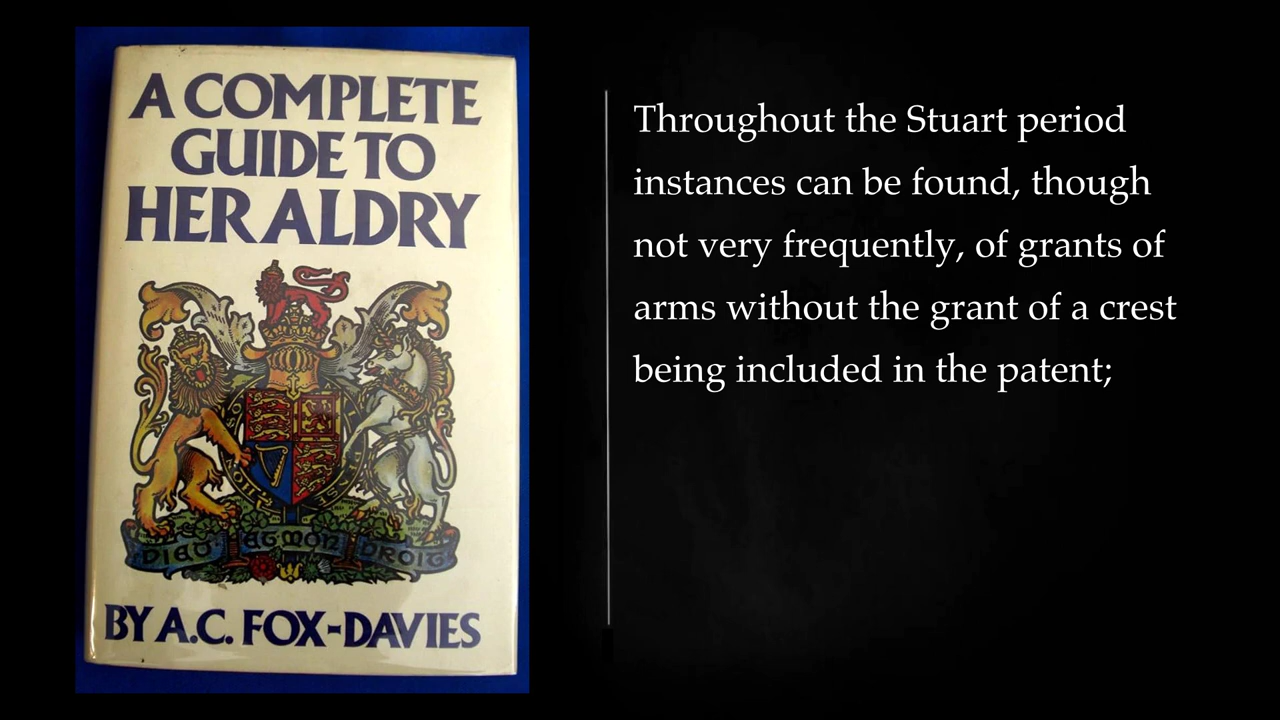 A COMPLETE
GUIDE TO
HERALDRY
DIEU ET MON DROIT
BY A.C. FOX-DAVIES
Throughout the Stuart period
instances can be found, though
not very frequently, of grants of
arms without the grant of a crest
being included in the patent;